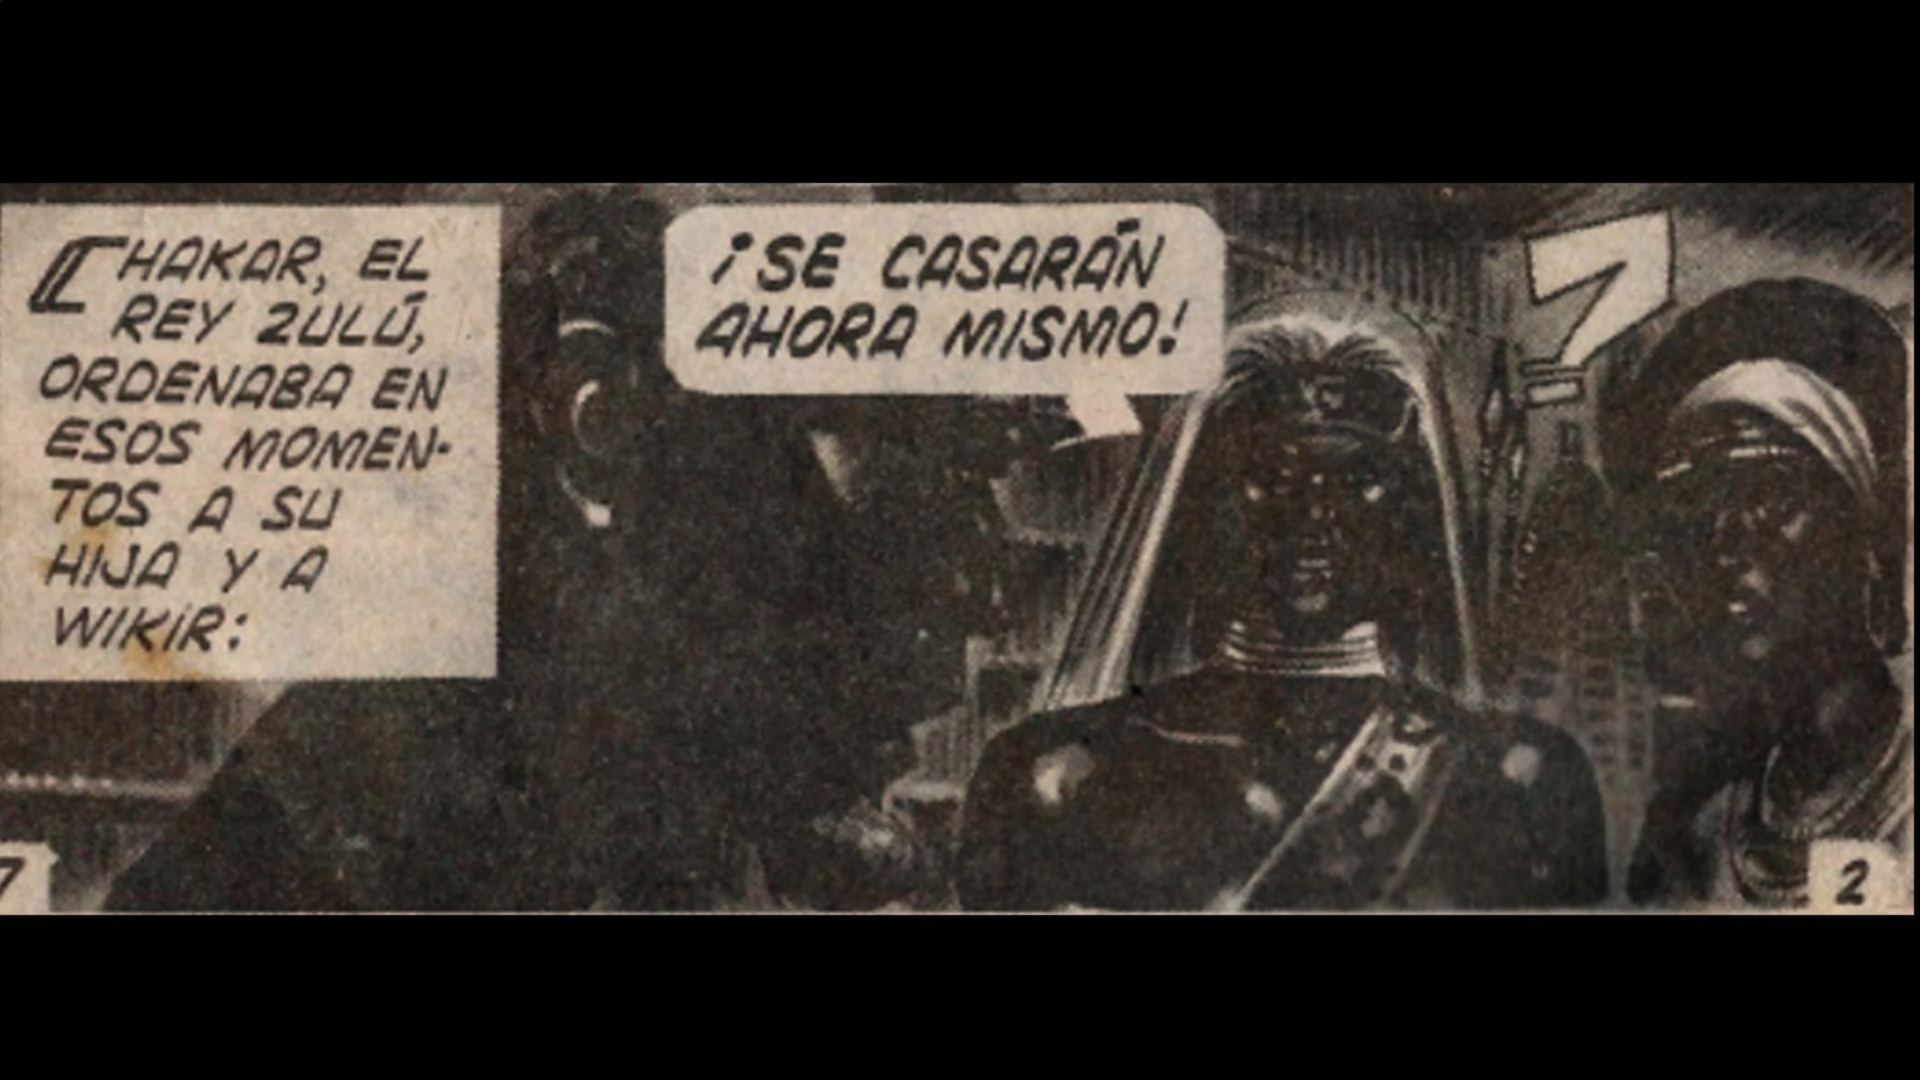 CHAKAR, EL
REY ZULÚ,
ORDENABA EN
ESOS MOMEN-
TOS A SU
HIJA Y A
WIKIR:
¡SE CASARÁN
AHORA MISMO!
!
7
2